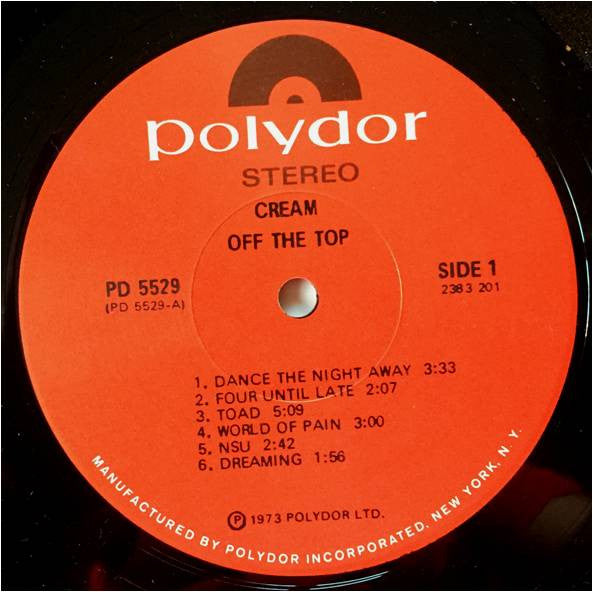 polydor
STEREO
CREAM
OFF THE TOP
PD 5529
(PD 5529-A)
SIDE 1
2383 201
1. DANCE THE NIGHT AWAY 3:33
2. FOUR UNTIL LATE 2:07
3. TOAD 5:09
4. WORLD OF PAIN 3:00
5. NSU 2:42
6. DREAMING 1:56
Ⓟ 1973 POLYDOR LTD.
MANUFACTURED BY POLYDOR INCORPORATED, NEW YORK, N.Y.